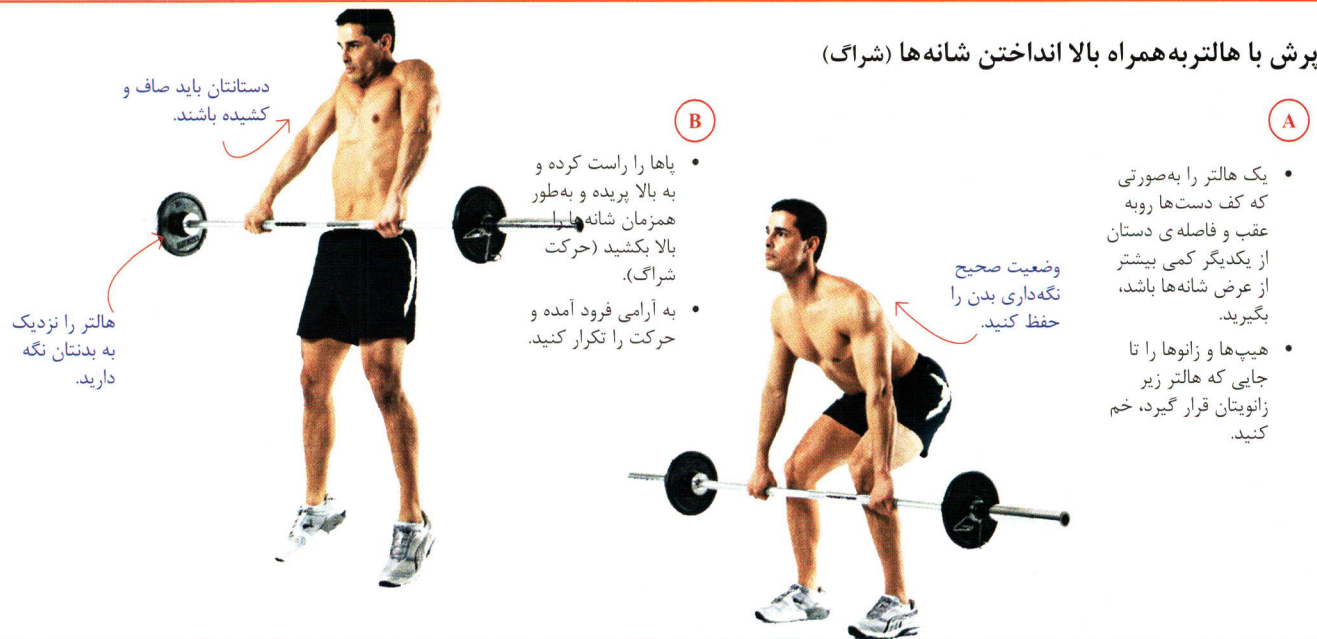 پرش با هالتربه‌همراه بالا انداختن شانه‌ها (شراگ)
A
• یک هالتر را به‌صورتی
که کف دست‌ها روبه
عقب و فاصله ی دستان
از یکدیگر کمی بیشتر
از عرض شانه‌ها باشد،
بگیرید.
• هیپ‌ها و زانوها را تا
جایی که هالتر زیر
زانویتان قرار گیرد، خم
کنید.
وضعیت صحیح
نگه‌داری بدن را
حفظ کنید.
B
• پاها را راست کرده و
به بالا پریده و به‌طور
همزمان شانه‌ها را
بالا بکشید (حرکت
شراگ).
• به آرامی فرود آمده و
حرکت را تکرار کنید.
دستانتان باید صاف و
کشیده باشند.
هالتر را نزدیک
به بدنتان نگه
دارید.